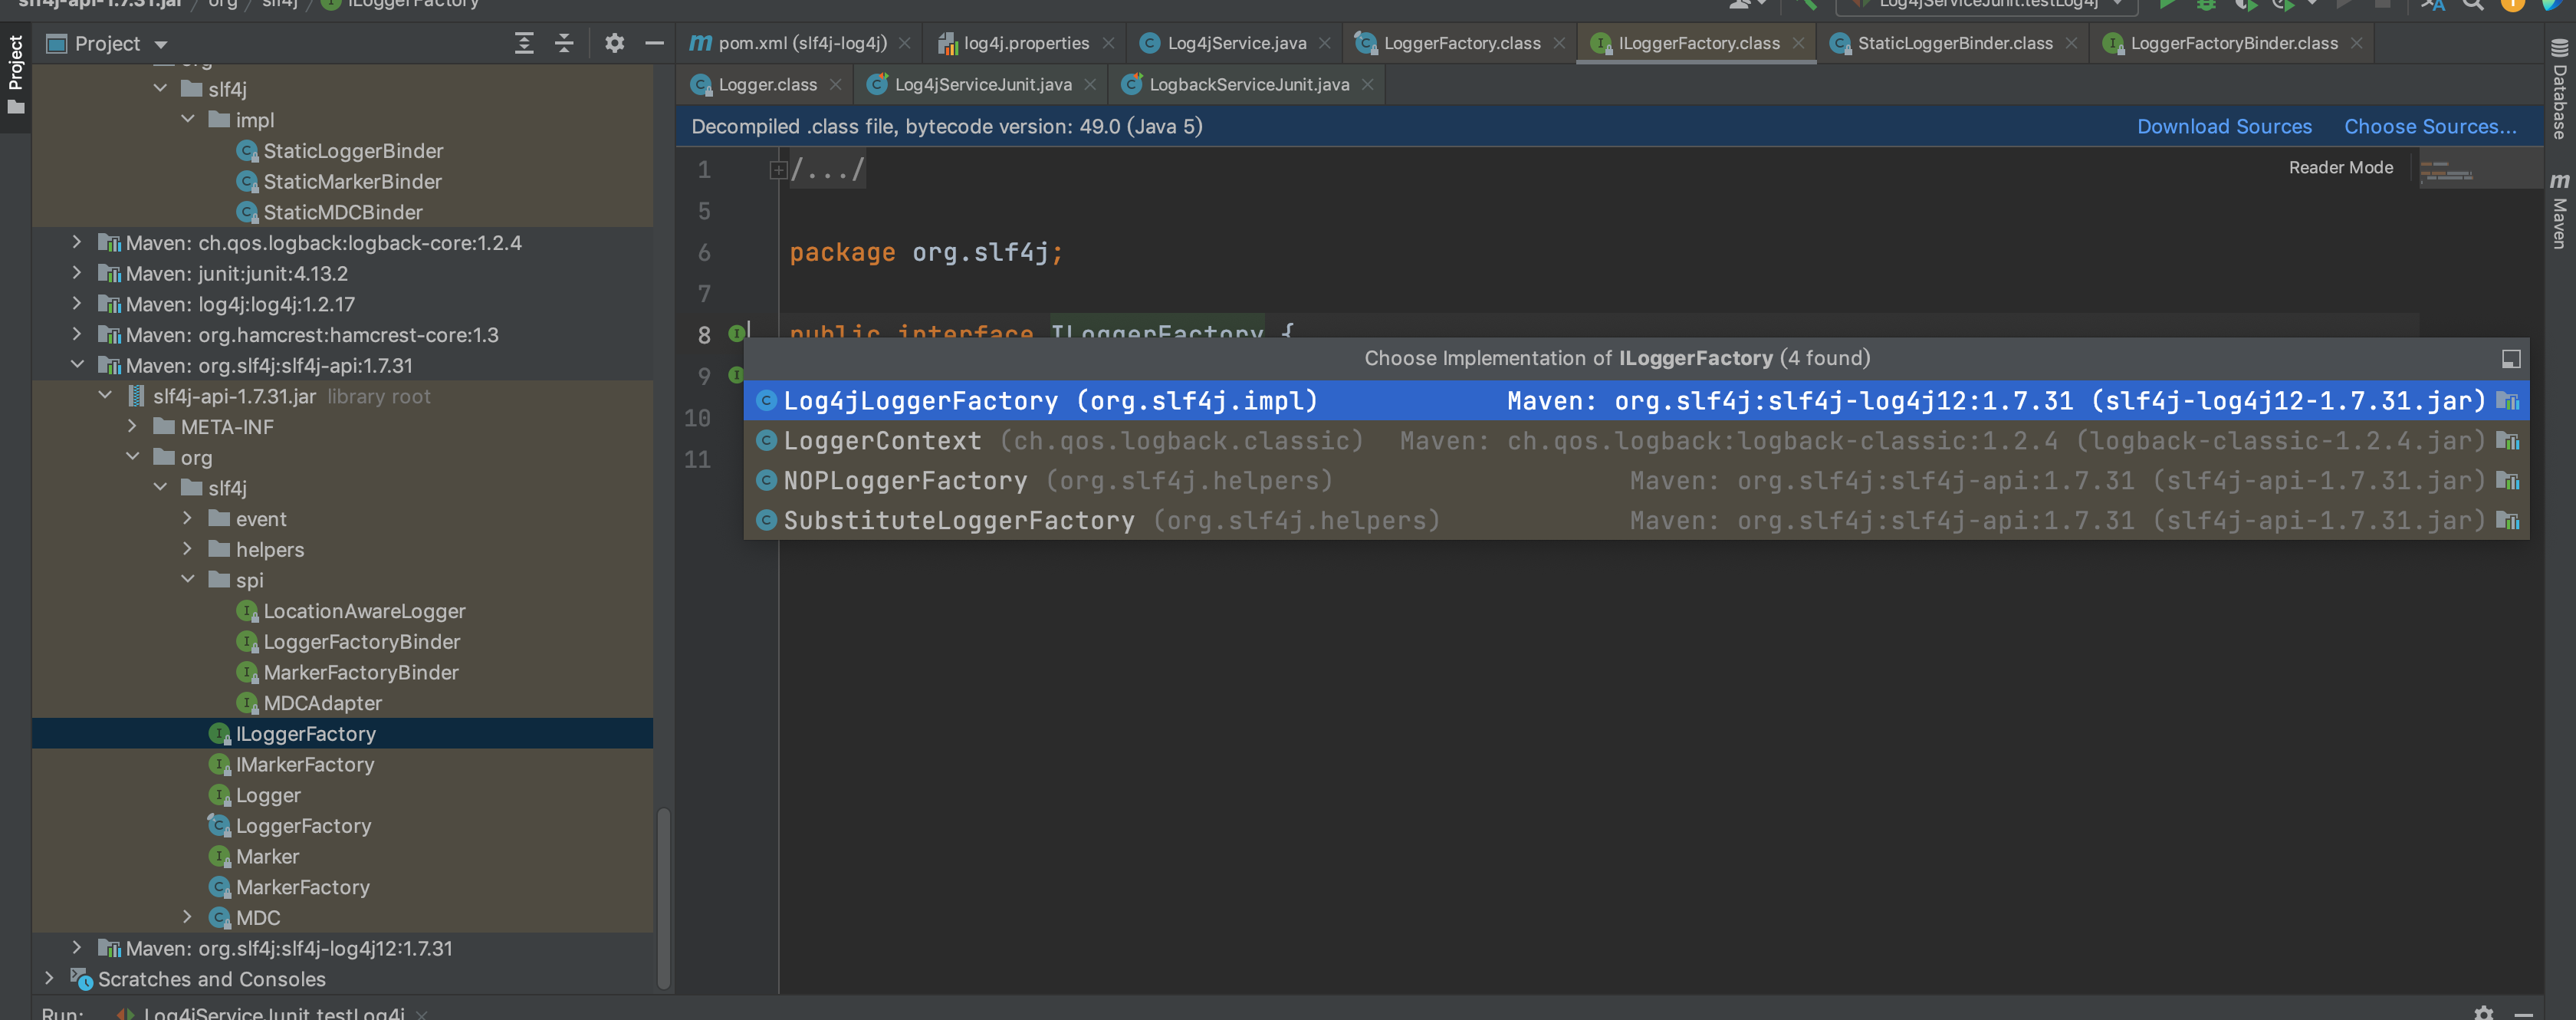 slf4j-api-1.7.31.jar / org / slf4j / ILoggerFactory
Log4jServiceJunit.testLog4j
Project
Project
pom.xml (slf4j-log4j)
log4j.properties
Log4jService.java
LoggerFactory.class
ILoggerFactory.class
StaticLoggerBinder.class
LoggerFactoryBinder.class
Logger.class
Log4jServiceJunit.java
LogbackServiceJunit.java
Decompiled .class file, bytecode version: 49.0 (Java 5)
Download Sources
Choose Sources...
Reader Mode
Database
Maven
org
slf4j
impl
StaticLoggerBinder
StaticMarkerBinder
StaticMDCBinder
Maven: ch.qos.logback:logback-core:1.2.4
Maven: junit:junit:4.13.2
Maven: log4j:log4j:1.2.17
Maven: org.hamcrest:hamcrest-core:1.3
Maven: org.slf4j:slf4j-api:1.7.31
slf4j-api-1.7.31.jar library root
META-INF
org
slf4j
event
helpers
spi
LocationAwareLogger
LoggerFactoryBinder
MarkerFactoryBinder
MDCAdapter
ILoggerFactory
IMarkerFactory
Logger
LoggerFactory
Marker
MarkerFactory
MDC
Maven: org.slf4j:slf4j-log4j12:1.7.31
Scratches and Consoles
1 /.../
5
6 package org.slf4j;
7
8 public interface ILoggerFactory {
9
10
11
Choose Implementation of ILoggerFactory (4 found)
Log4jLoggerFactory (org.slf4j.impl) Maven: org.slf4j:slf4j-log4j12:1.7.31 (slf4j-log4j12-1.7.31.jar)
LoggerContext (ch.qos.logback.classic) Maven: ch.qos.logback:logback-classic:1.2.4 (logback-classic-1.2.4.jar)
NOPLoggerFactory (org.slf4j.helpers) Maven: org.slf4j:slf4j-api:1.7.31 (slf4j-api-1.7.31.jar)
SubstituteLoggerFactory (org.slf4j.helpers) Maven: org.slf4j:slf4j-api:1.7.31 (slf4j-api-1.7.31.jar)
Run: Log4jServiceJunit.testLog4j